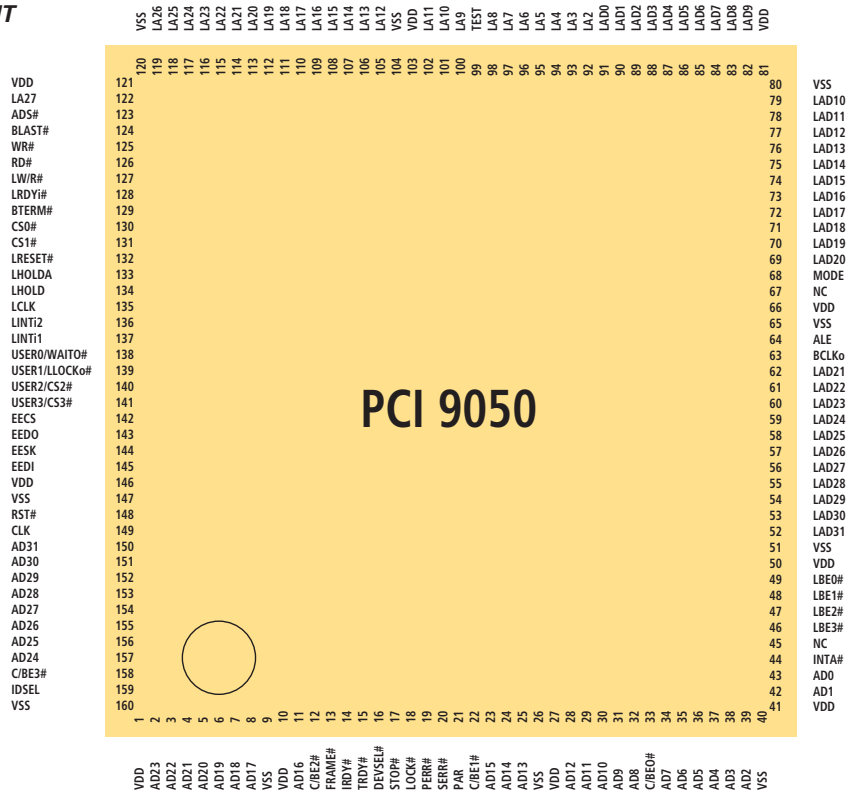 NT
VSS LA26 LA25 LA24 LA23 LA22 LA21 LA20 LA19 LA18 LA17 LA16 LA15 LA14 LA13 LA12 VSS VDD LA11 LA10 LA9 TEST LA8 LA7 LA6 LA5 LA4 LA3 LA2 LAD0 LAD1 LAD2 LAD3 LAD4 LAD5 LAD6 LAD7 LAD8 LAD9 VDD
120 119 118 117 116 115 114 113 112 111 110 109 108 107 106 105 104 103 102 101 100 99 98 97 96 95 94 93 92 91 90 89 88 87 86 85 84 83 82 81
VDD 121 80 VSS
LA27 122 79 LAD10
ADS# 123 78 LAD11
BLAST# 124 77 LAD12
WR# 125 76 LAD13
RD# 126 75 LAD14
LW/R# 127 74 LAD15
LRDYi# 128 73 LAD16
BTERM# 129 72 LAD17
CS0# 130 71 LAD18
CS1# 131 70 LAD19
LRESET# 132 69 LAD20
LHOLDA 133 68 MODE
LHOLD 134 67 NC
LCLK 135 66 VDD
LINTi2 136 65 VSS
LINTi1 137 64 ALE
USER0/WAITO# 138 63 BCLKo
USER1/LLOCKo# 139 62 LAD21
USER2/CS2# 140 61 LAD22
USER3/CS3# 141 60 LAD23
PCI 9050
EECS 142 59 LAD24
EEDO 143 58 LAD25
EESK 144 57 LAD26
EEDI 145 56 LAD27
VDD 146 55 LAD28
VSS 147 54 LAD29
RST# 148 53 LAD30
CLK 149 52 LAD31
AD31 150 51 VSS
AD30 151 50 VDD
AD29 152 49 LBE0#
AD28 153 48 LBE1#
AD27 154 47 LBE2#
AD26 155 46 LBE3#
AD25 156 45 NC
AD24 157 44 INTA#
C/BE3# 158 43 AD0
IDSEL 159 42 AD1
VSS 160 41 VDD
1 2 3 4 5 6 7 8 9 10 11 12 13 14 15 16 17 18 19 20 21 22 23 24 25 26 27 28 29 30 31 32 33 34 35 36 37 38 39 40
VDD AD23 AD22 AD21 AD20 AD19 AD18 AD17 VSS VDD AD16 C/BE2# FRAME# IRDY# TRDY# DEVSEL# STOP# LOCK# PERR# SERR# PAR C/BE1# AD15 AD14 AD13 VSS VDD AD12 AD11 AD10 AD9 AD8 C/BEO# AD7 AD6 AD5 AD4 AD3 AD2 VSS